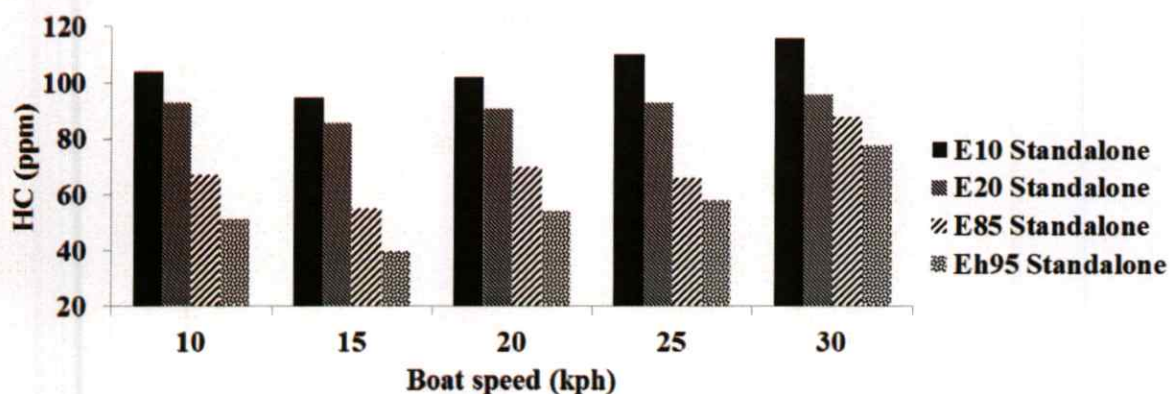 120
100
80
60
40
20
HC (ppm)
10 15 20 25 30
Boat speed (kph)
E10 Standalone
E20 Standalone
E85 Standalone
Eh95 Standalone